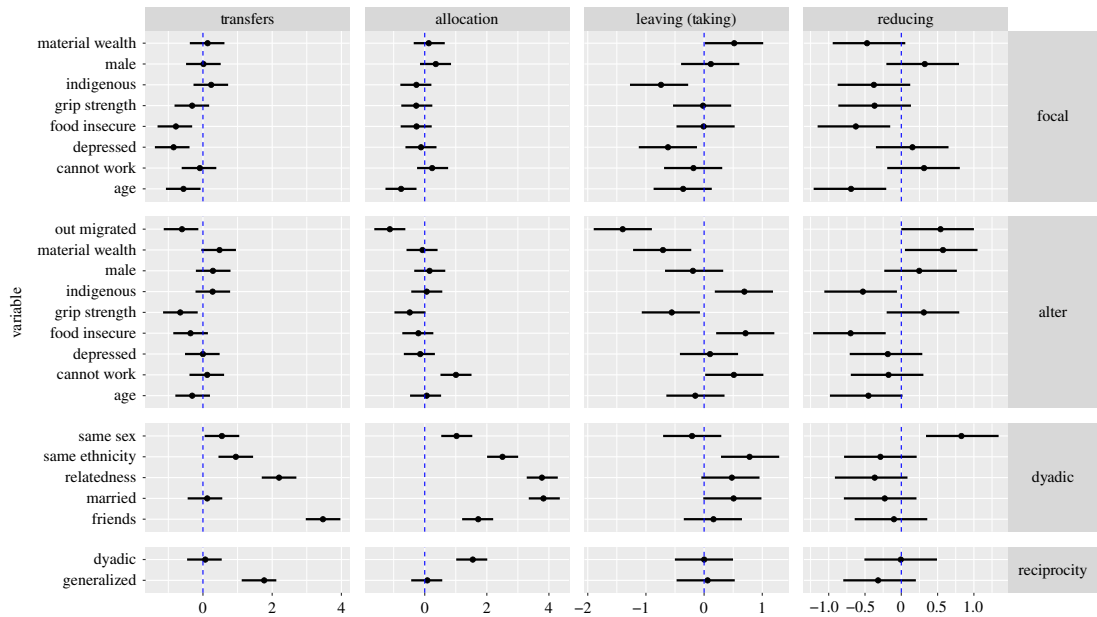 transfers allocation leaving (taking) reducing
material wealth
male
indigenous
grip strength
food insecure
depressed
cannot work
age
focal
out migrated
material wealth
male
indigenous
grip strength
food insecure
depressed
cannot work
age
alter
variable
same sex
same ethnicity
relatedness
married
friends
dyadic
dyadic
generalized
reciprocity
0 2 4 0 2 4 −2 −1 0 1 −1.0 −0.5 0 0.5 1.0